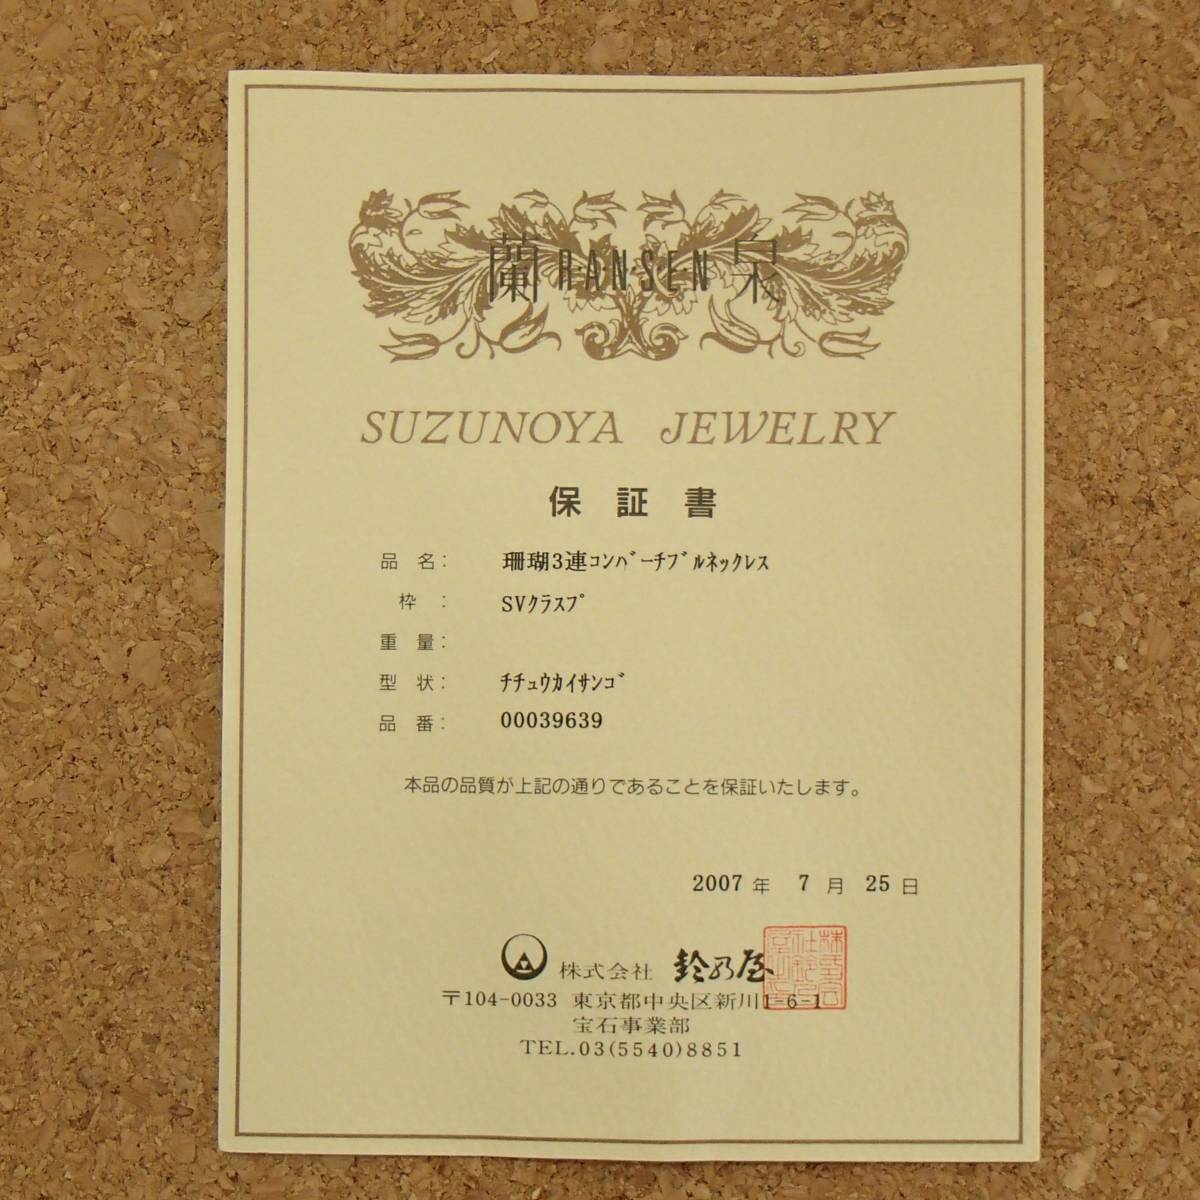 蘭 RANSEN 泉
SUZUNOYA JEWELRY
保証書
品名: 珊瑚3連ｺﾝﾊﾞｰﾁﾌﾞﾙﾈｯｸﾚｽ
枠: SVｸﾗｽﾌﾟ
重量:
型状: ﾁﾁｭｳｶｲｻﾝｺﾞ
品番: 00039639
本品の品質が上記の通りであることを保証いたします。
2007年 7月 25日
株式会社 鈴乃屋
〒104-0033 東京都中央区新川1-6-1
宝石事業部
TEL.03(5540)8851